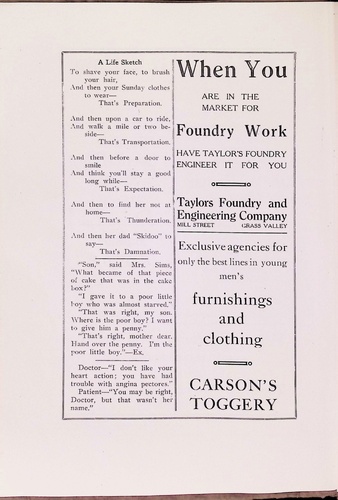 A Life Sketch
To shave your face, to brush
your hair,
And then your Sunday clothes
to wear—
That's Preparation.
And then upon a car to ride,
And walk a mile or two be-
side—
That's Transportation.
And then before a door to
smile
And think you'll stay a good
long while—
That's Expectation.
And then to find her not at
home—
That's Thunderation.
And then her dad "Skidoo" to
say—
That's Damnation.
"Son," said Mrs. Sims,
"What became of that piece
of cake that was in the cake
box?"
"I gave it to a poor little
boy who was almost starved."
"That was right, my son.
Where is the poor boy? I want
to give him a penny."
"That's right, mother dear.
Hand over the penny. I'm the
poor little boy."—Ex.
Doctor—"I don't like your
heart action; you have had
trouble with angina pectores."
Patient—"You may be right,
Doctor, but that wasn't her
name."
When You
ARE IN THE
MARKET FOR
Foundry Work
HAVE TAYLOR'S FOUNDRY
ENGINEER IT FOR YOU
Taylors Foundry and
Engineering Company
MILL STREET GRASS VALLEY
Exclusive agencies for
only the best lines in young
men's
furnishings
and
clothing
CARSON'S
TOGGERY